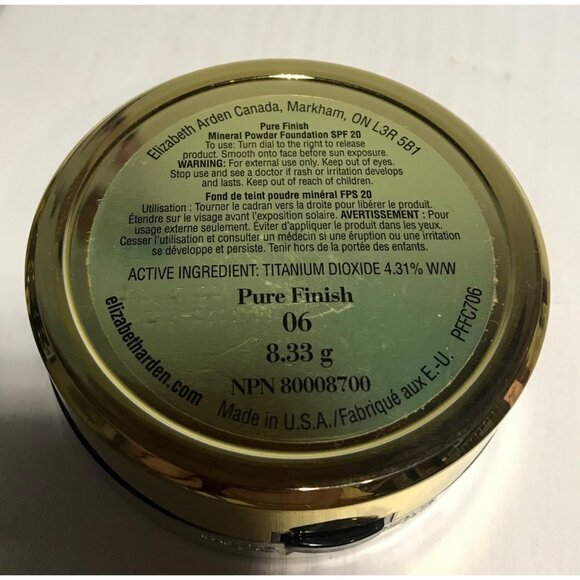 Elizabeth Arden Canada, Markham, ON L3R 5B1
Pure Finish
Mineral Powder Foundation SPF 20
To use: Turn dial to the right to release
product. Smooth onto face before sun exposure.
WARNING: For external use only. Keep out of eyes.
Stop use and see a doctor if rash or irritation develops
and lasts. Keep out of reach of children.
Fond de teint poudre minéral FPS 20
Utilisation : Tourner le cadran vers la droite pour libérer le produit.
Étendre sur le visage avant l'exposition solaire. AVERTISSEMENT : Pour
usage externe seulement. Éviter d'appliquer le produit dans les yeux.
Cesser l'utilisation et consulter un médecin si une éruption ou une irritation
se développe et persiste. Tenir hors de la portée des enfants.
ACTIVE INGREDIENT: TITANIUM DIOXIDE 4.31% W/W
Pure Finish
06
8.33 g
NPN 80008700
Made in U.S.A./Fabriqué aux É.-U.
elizabetharden.com
PFFC706